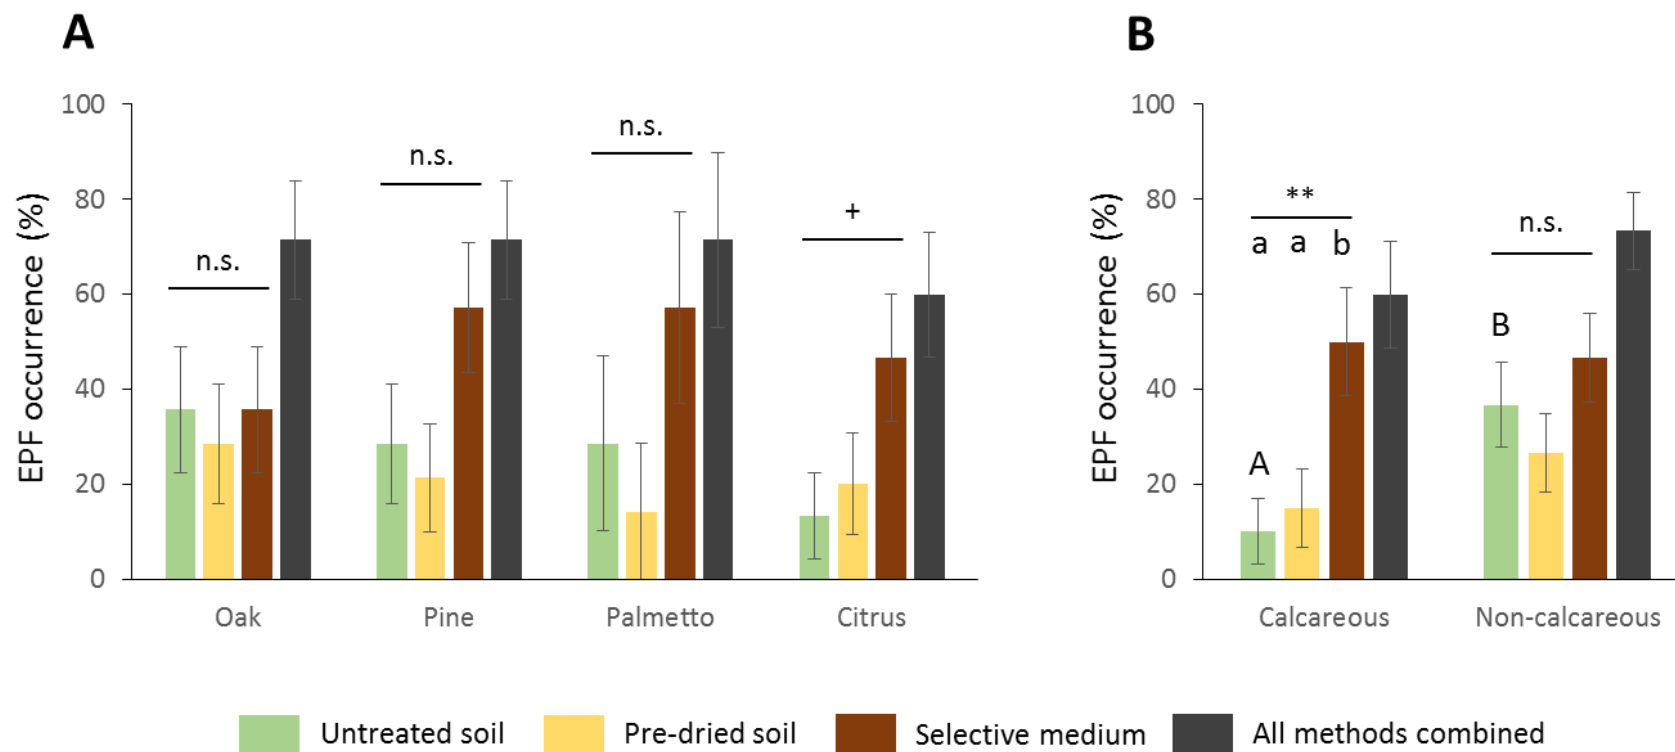 A
EPF occurrence (%)
100
80
60
40
20
0
n.s.
n.s.
n.s.
+
Oak
Pine
Palmetto
Citrus
B
EPF occurrence (%)
100
80
60
40
20
0
**
a a b
A
n.s.
B
Calcareous
Non-calcareous
Untreated soil
Pre-dried soil
Selective medium
All methods combined